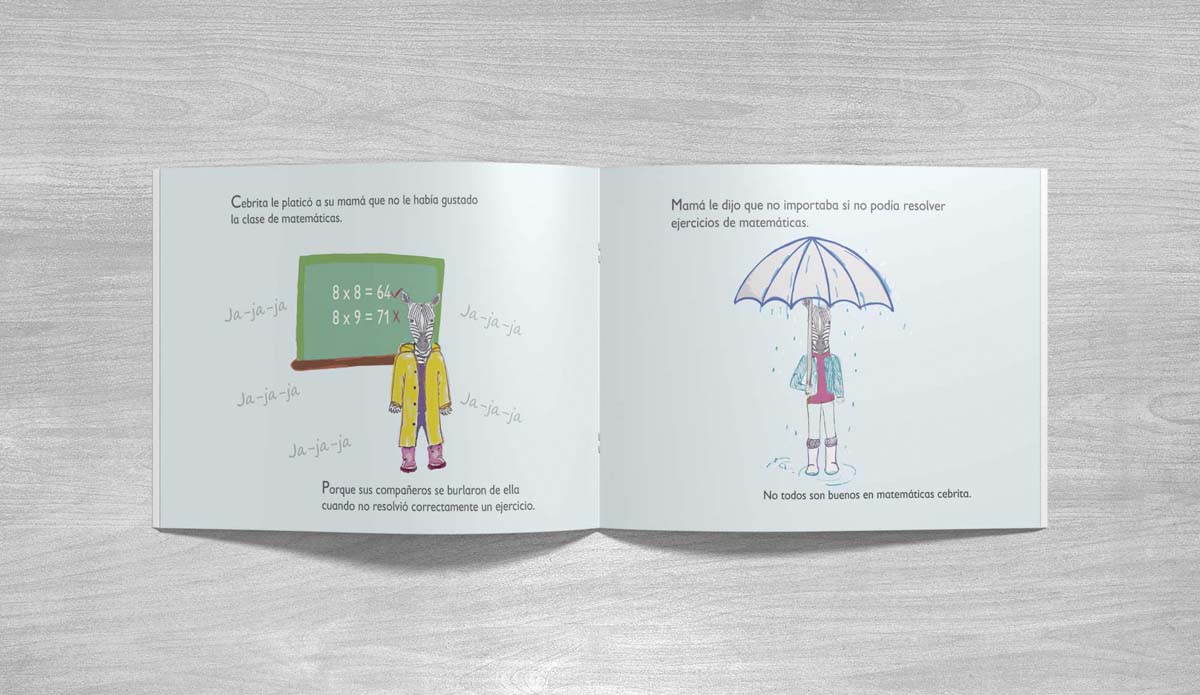 Cebrita le platicó a su mamá que no le había gustado
la clase de matemáticas.
8 x 8 = 64 ✓
8 x 9 = 71 x
Ja-ja-ja
Ja-ja-ja
Ja-ja-ja
Ja-ja-ja
Ja-ja-ja
Porque sus compañeros se burlaron de ella
cuando no resolvió correctamente un ejercicio.
Mamá le dijo que no importaba si no podía resolver
ejercicios de matemáticas.
No todos son buenos en matemáticas cebrita.